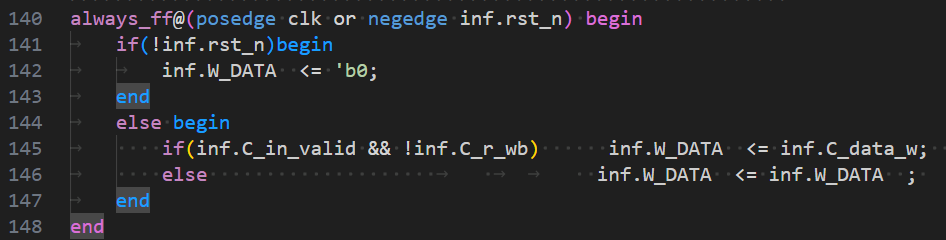 140 always_ff@(posedge clk or negedge inf.rst_n) begin
141 if(!inf.rst_n)begin
142 inf.W_DATA <= 'b0;
143 end
144 else begin
145 if(inf.C_in_valid && !inf.C_r_wb) inf.W_DATA <= inf.C_data_w;
146 else inf.W_DATA <= inf.W_DATA ;
147 end
148 end